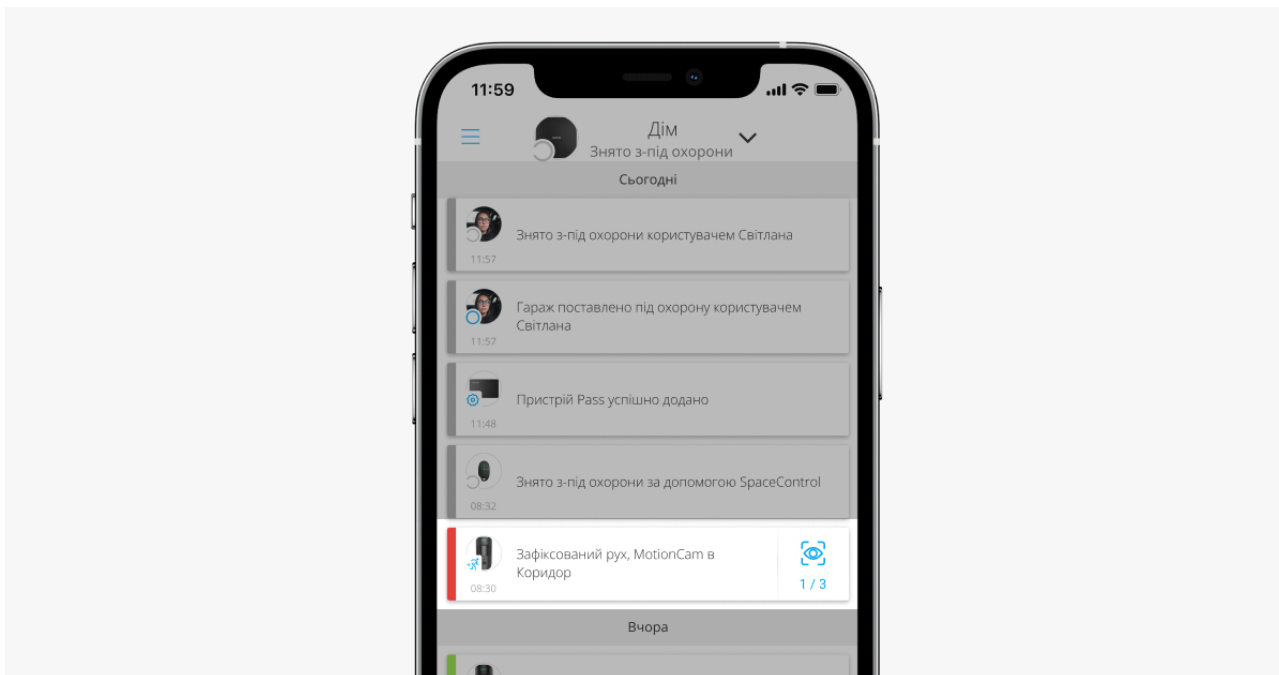 11:59
Дім
Знято з-під охорони
Сьогодні
Знято з-під охорони користувачем Світлана
11:57
Гараж поставлено під охорону користувачем
Світлана
11:57
Пристрій Pass успішно додано
11:48
Знято з-під охорони за допомогою SpaceControl
08:32
Зафіксований рух, MotionCam в
Коридор
08:30
1 / 3
Вчора